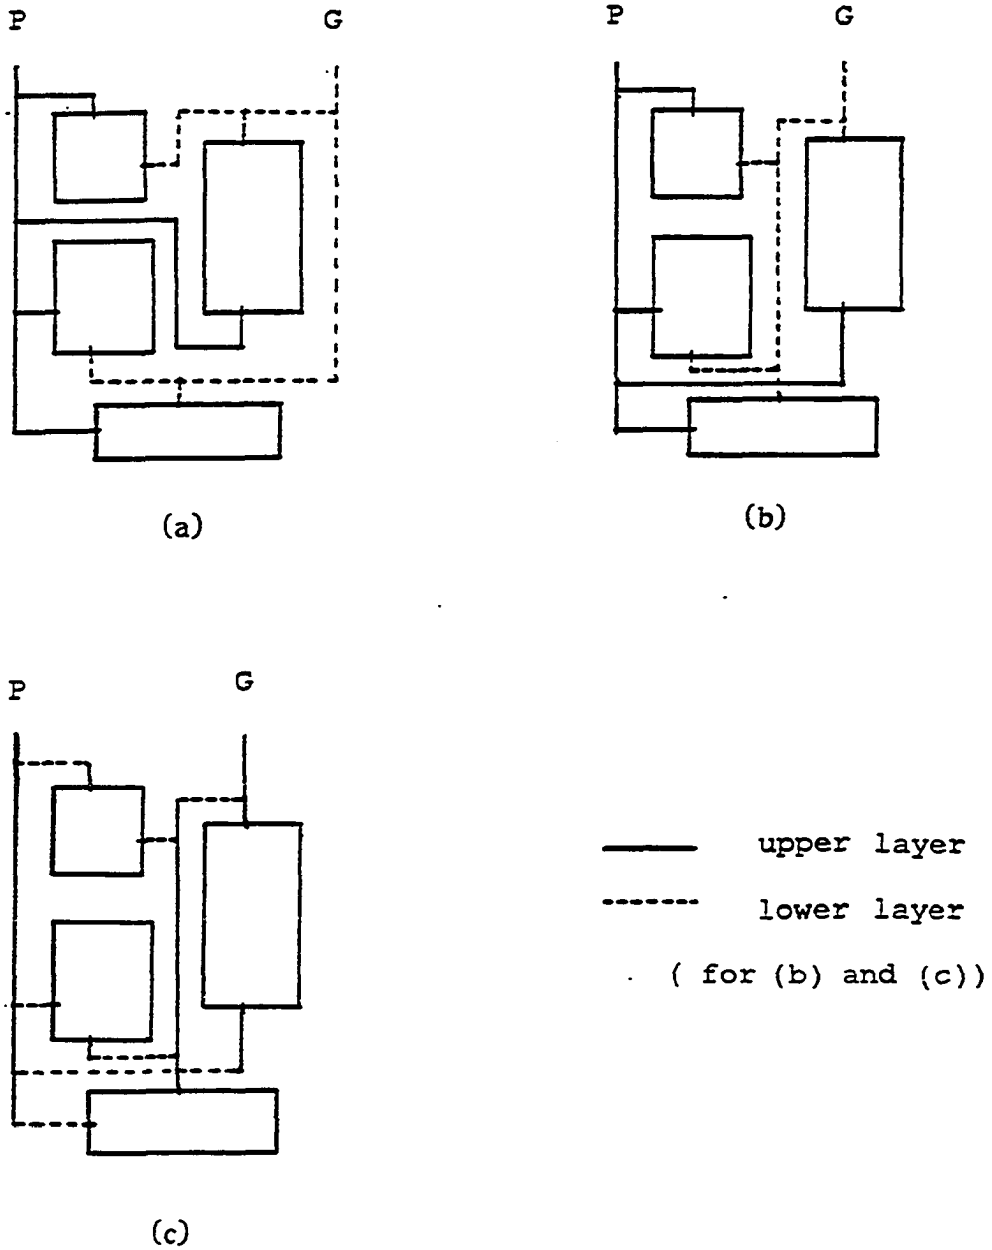 P G
P G
(a)
(b)
P G
upper layer
lower layer
( for (b) and (c))
(c)